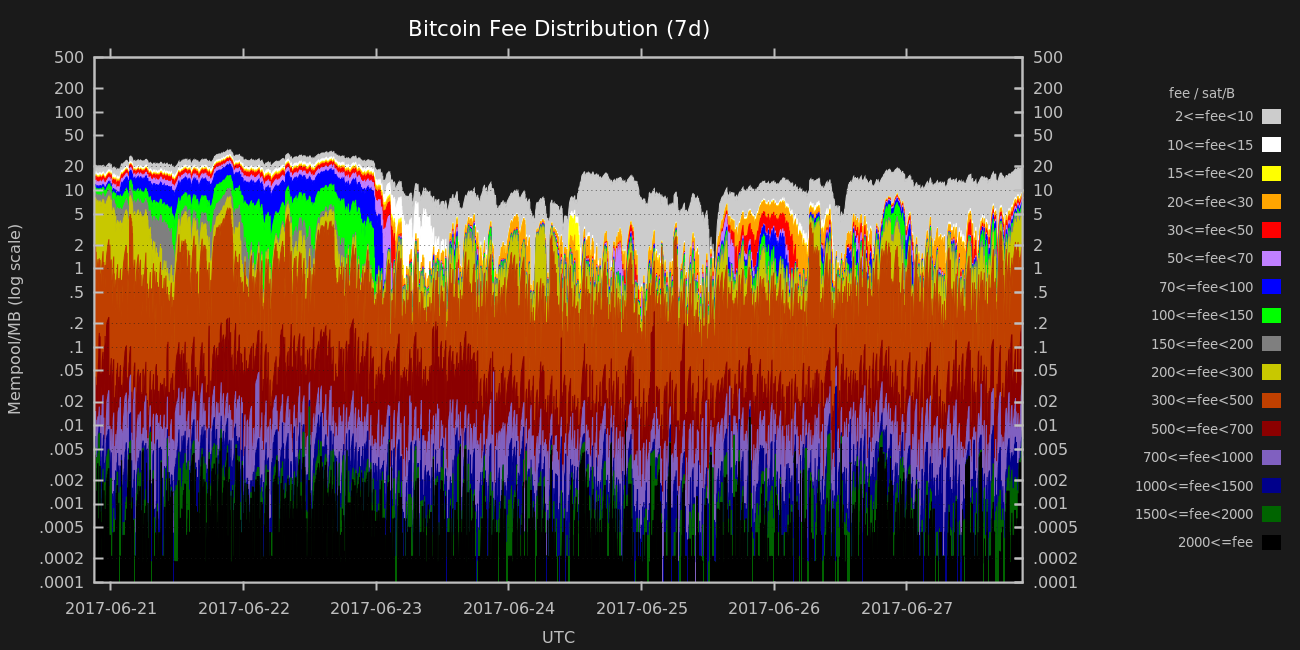 Bitcoin Fee Distribution (7d)
500
200
100
50
20
10
5
2
1
.5
.2
.1
.05
.02
.01
.005
.002
.001
.0005
.0002
.0001
Mempool/MB (log scale)
500
200
100
50
20
10
5
2
1
.5
.2
.1
.05
.02
.01
.005
.002
.001
.0005
.0002
.0001
2017-06-21 2017-06-22 2017-06-23 2017-06-24 2017-06-25 2017-06-26 2017-06-27
UTC
fee / sat/B
2<=fee<10
10<=fee<15
15<=fee<20
20<=fee<30
30<=fee<50
50<=fee<70
70<=fee<100
100<=fee<150
150<=fee<200
200<=fee<300
300<=fee<500
500<=fee<700
700<=fee<1000
1000<=fee<1500
1500<=fee<2000
2000<=fee